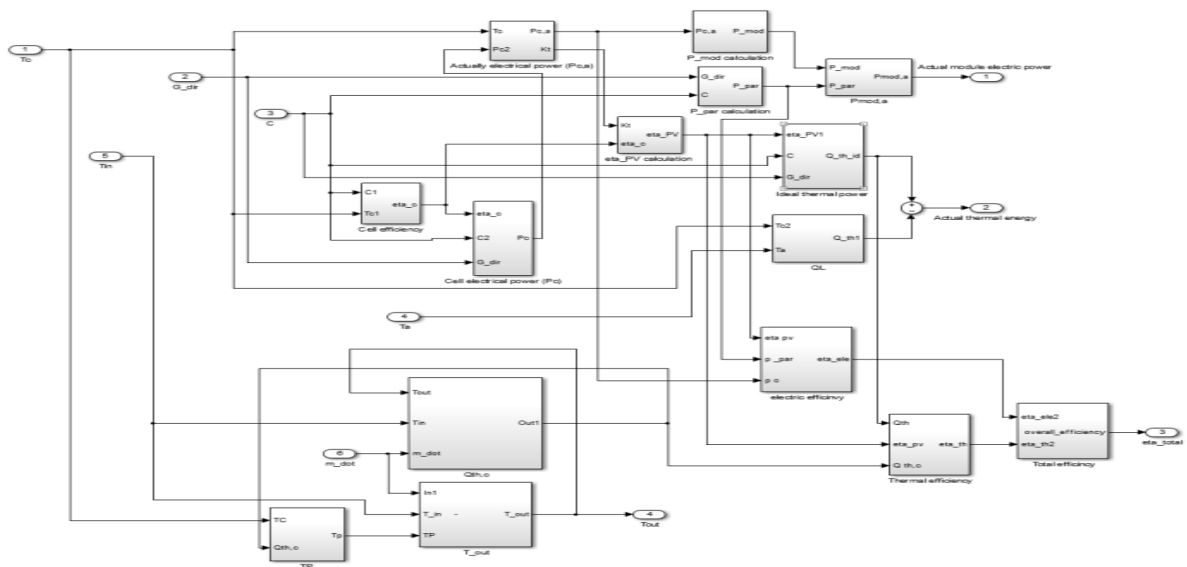 1
Tc
2
G_dir
3
C
5
Tin
Tc
Pc2
Pc,a
Kt
Actually electrical power (Pc,a)
Pc,a
P_mod
P_mod calculation
G_dir
C
P_par
P_par calculation
P_mod
P_par
Pmod,a
Pmod,a
Actual module electric power
1
Kt
eta_c
eta_PV
eta_PV calculation
eta_PV1
C
G_dir
Q_th_id
Ideal thermal power
C1
Tc1
eta_c
Cell efficiency
eta_c
C2
G_dir
Pc
Cell electrical power (Pc)
Tc2
Ta
Q_th1
QL
+
-
2
Actual thermal energy
4
Ta
eta pv
p _par
p c
eta_ele
electric efficinvy
Tout
Tin
m_dot
Out1
Qth,c
6
m_dot
Qth
eta_pv
Q th,c
eta_th
Thermal efficiency
eta_ele2
eta_th2
overall_efficiency
Total efficincy
3
eta_total
In1
T_in
TP
-
T_out
T_out
4
Tout
TC
Qth,c
Tp
TP